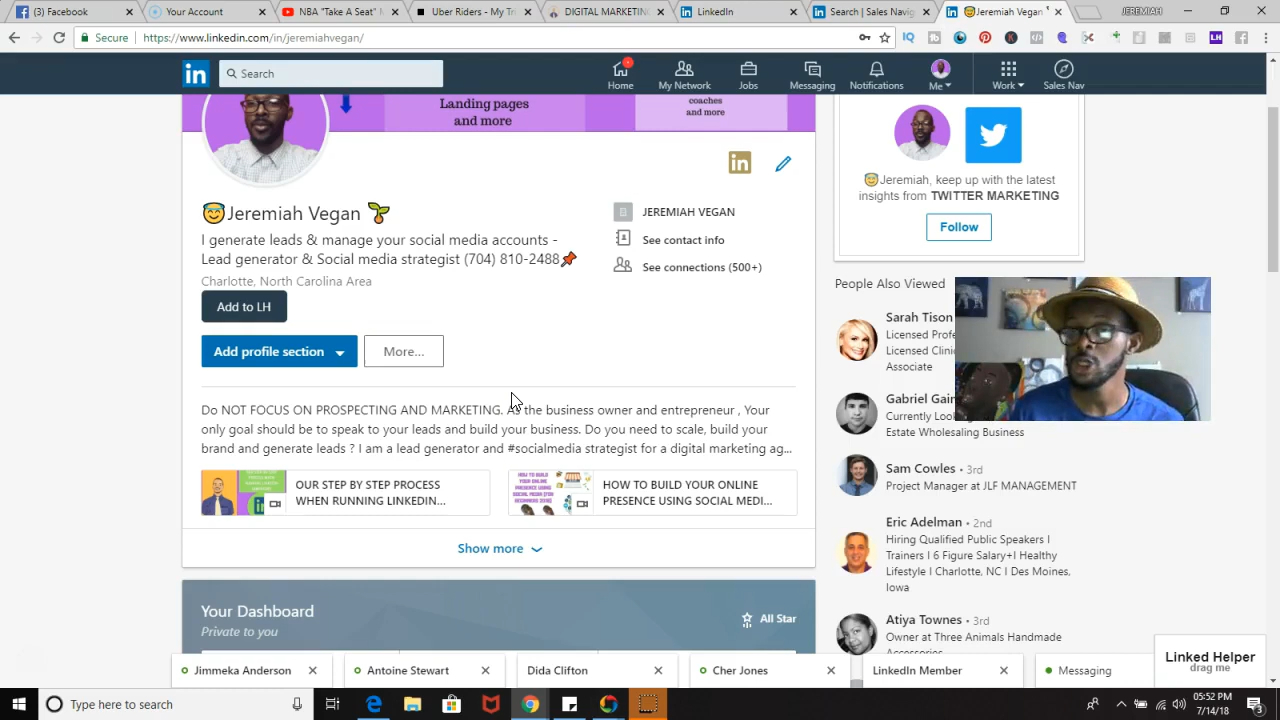 Facebook
Your Account
NBA "Take A Seat"
Uber Riders - My Tri
DIGITAL MARKETING
LinkedIn
Search | Sales Navig
Jeremiah Vegan
JEREMIAH
Secure
https://www.linkedin.com/in/jeremiahvegan/
in
Search
Home
My Network
Jobs
Messaging
Notifications
Me
Work
Sales Nav
Landing pages
and more
coaches
and more
in
Jeremiah, keep up with the latest
insights from TWITTER MARKETING
Follow
Jeremiah Vegan
I generate leads & manage your social media accounts -
Lead generator & Social media strategist (704) 810-2488
Charlotte, North Carolina Area
JEREMIAH VEGAN
See contact info
See connections (500+)
Add to LH
Add profile section
More...
Do NOT FOCUS ON PROSPECTING AND MARKETING. As the business owner and entrepreneur , Your
only goal should be to speak to your leads and build your business. Do you need to scale, build your
brand and generate leads ? I am a lead generator and #socialmedia strategist for a digital marketing ag...
OUR STEP BY STEP PROCESS
WHEN RUNNING LINKEDIN...
HOW TO BUILD YOUR ONLINE
PRESENCE USING SOCIAL MEDI...
Show more
Your Dashboard
Private to you
All Star
People Also Viewed
Sarah Tison
Licensed Profe
Licensed Clini
Associate
Gabriel Gain
Currently Look
Estate Wholesaling Business
Sam Cowles • 3rd
Project Manager at JLF MANAGEMENT
Eric Adelman • 2nd
Hiring Qualified Public Speakers I
Trainers I 6 Figure Salary+I Healthy
Lifestyle I Charlotte, NC I Des Moines,
Iowa
Atiya Townes • 3rd
Owner at Three Animals Handmade
Accessories
Linked Helper
drag me
Jimmeka Anderson
Antoine Stewart
Dida Clifton
Cher Jones
LinkedIn Member
Messaging
Type here to search
05:52 PM
7/14/18